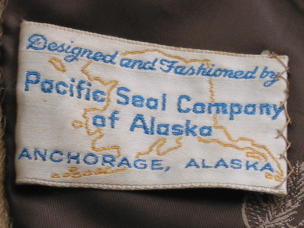 Designed and Fashioned by
Pacific Seal Company
of Alaska
ANCHORAGE, ALASKA